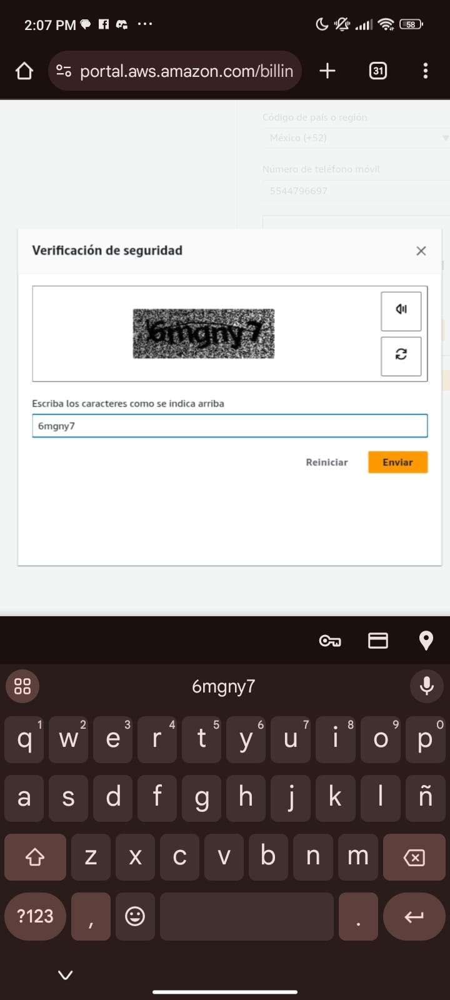 2:07 PM
58
portal.aws.amazon.com/billin
31
Código de país o región
México (+52)
Número de teléfono móvil
5544796697
Verificación de seguridad
6mgny7
Escriba los caracteres como se indica arriba
6mgny7
Reiniciar Enviar
6mgny7
1 2 3 4 5 6 7 8 9 0
q w e r t y u i o p
a s d f g h j k l ñ
z x c v b n m
?123 , .